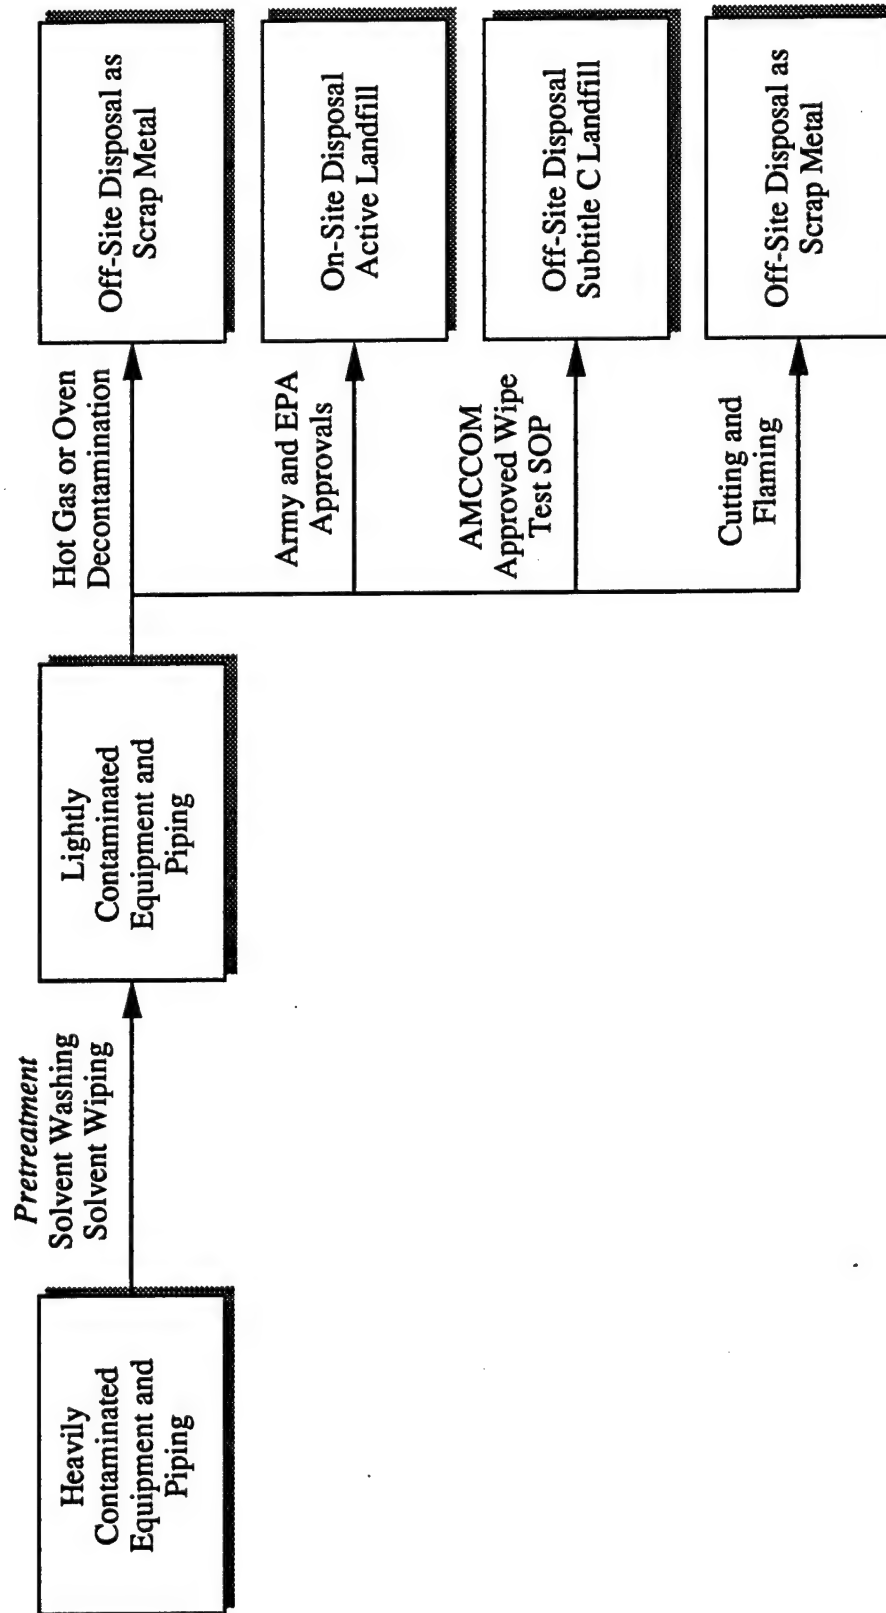 Heavily
Contaminated
Equipment and
Piping
Pretreatment
Solvent Washing
Solvent Wiping
Lightly
Contaminated
Equipment and
Piping
Hot Gas or Oven
Decontamination
Off-Site Disposal as
Scrap Metal
Army and EPA
Approvals
On-Site Disposal
Active Landfill
AMCCOM
Approved Wipe
Test SOP
Off-Site Disposal
Subtitle C Landfill
Cutting and
Flaming
Off-Site Disposal as
Scrap Metal